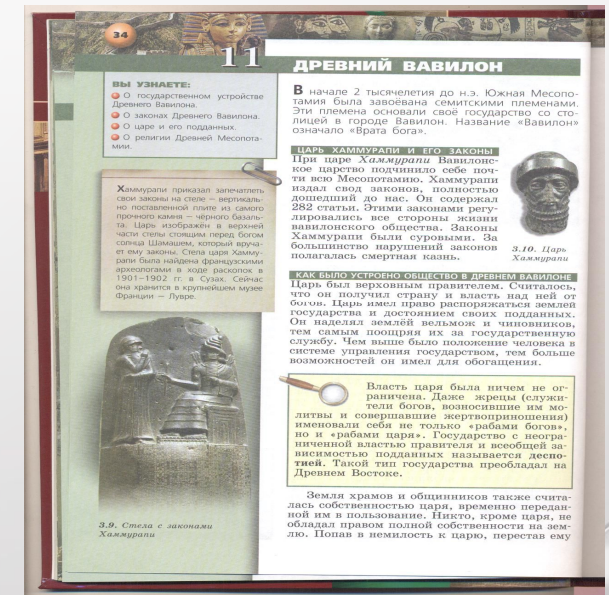 34
11 ДРЕВНИЙ ВАВИЛОН
ВЫ УЗНАЕТЕ:
О государственном устройстве
Древнего Вавилона.
О законах Древнего Вавилона.
О царе и его подданных.
О религии Древней Месопота-
мии.
Хаммурапи приказал запечатлеть
свои законы на стеле — вертикаль-
но поставленной плите из самого
прочного камня — чёрного базаль-
та. Царь изображён в верхней
части стелы стоящим перед богом
солнца Шамашем, который вруча-
ет ему законы. Стела царя Хамму-
рапи была найдена французскими
археологами в ходе раскопок в
1901–1902 гг. в Сузах. Сейчас
она хранится в крупнейшем музее
Франции — Лувре.
3.9. Стела с законами
Хаммурапи
В начале 2 тысячелетия до н.э. Южная Месопо-
тамия была завоёвана семитскими племенами.
Эти племена основали своё государство со сто-
лицей в городе Вавилон. Название «Вавилон»
означало «Врата бога».
ЦАРЬ ХАММУРАПИ И ЕГО ЗАКОНЫ
При царе Хаммурапи Вавилонс-
кое царство подчинило себе поч-
ти всю Месопотамию. Хаммурапи
издал свод законов, полностью
дошедший до нас. Он содержал
282 статьи. Этими законами регу-
лировались все стороны жизни
вавилонского общества. Законы
Хаммурапи были суровыми. За
большинство нарушений законов
полагалась смертная казнь.
3.10. Царь
Хаммурапи
КАК БЫЛО УСТРОЕНО ОБЩЕСТВО В ДРЕВНЕМ ВАВИЛОНЕ
Царь был верховным правителем. Считалось,
что он получил страну и власть над ней от
богов. Царь имел право распоряжаться землёй
государства и достоянием своих подданных.
Он наделял землёй вельмож и чиновников,
тем самым поощряя их за государственную
службу. Чем выше было положение человека в
системе управления государством, тем больше
возможностей он имел для обогащения.
Власть царя была ничем не ог-
раничена. Даже жрецы (служи-
тели богов, возносившие им мо-
литвы и совершавшие жертвоприношения)
именовали себя не только «рабами богов»,
но и «рабами царя». Государство с неогра-
ниченной властью правителя и всеобщей за-
висимостью подданных называется деспо-
тией. Такой тип государства преобладал на
Древнем Востоке.
Земля храмов и общинников также счита-
лась собственностью царя, временно передан-
ной им в пользование. Никто, кроме царя, не
обладал правом полной собственности на зем-
лю. Попав в немилость к царю, перестав ему